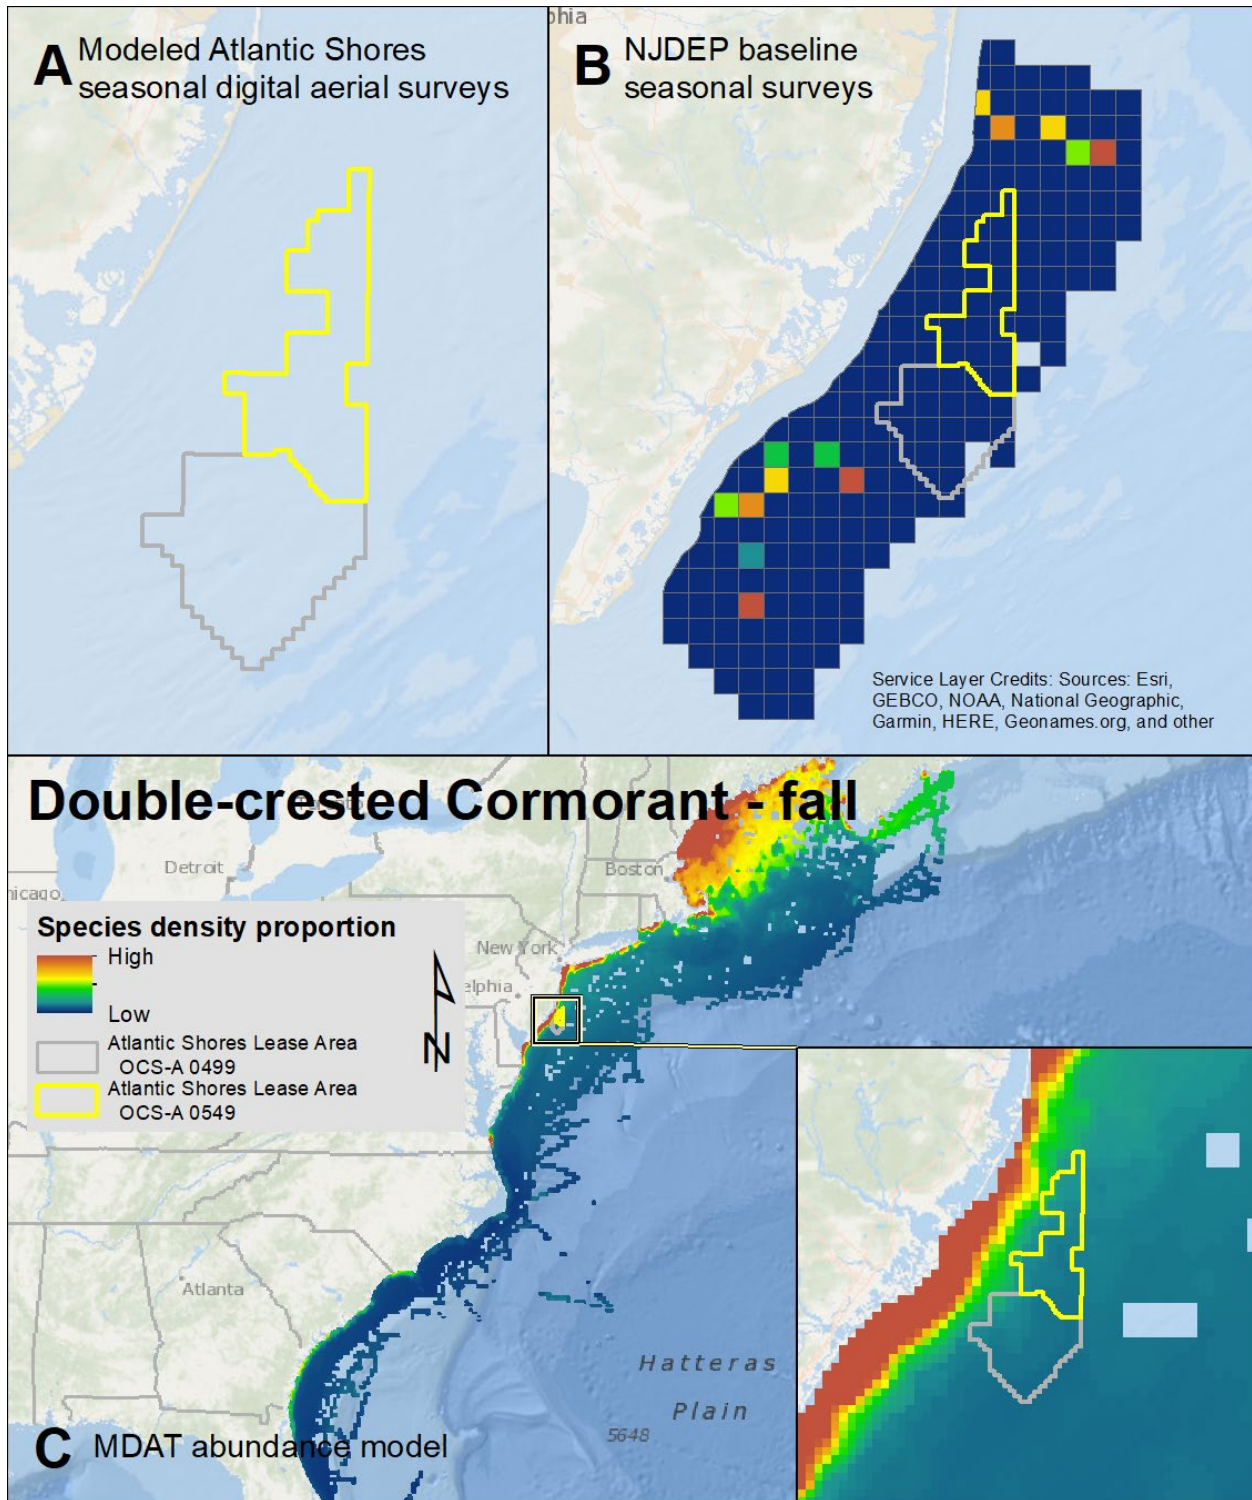 A Modeled Atlantic Shores
seasonal digital aerial surveys
B NJDEP baseline
seasonal surveys
phia
Service Layer Credits: Sources: Esri,
GEBCO, NOAA, National Geographic,
Garmin, HERE, Geonames.org, and other
Double-crested Cormorant - fall
Detroit
Boston
hicago
Species density proportion
High
Low
Atlantic Shores Lease Area
OCS-A 0499
Atlantic Shores Lease Area
OCS-A 0549
N
New York
elphia
Atlanta
Hatteras
Plain
5648
C MDAT abundance model